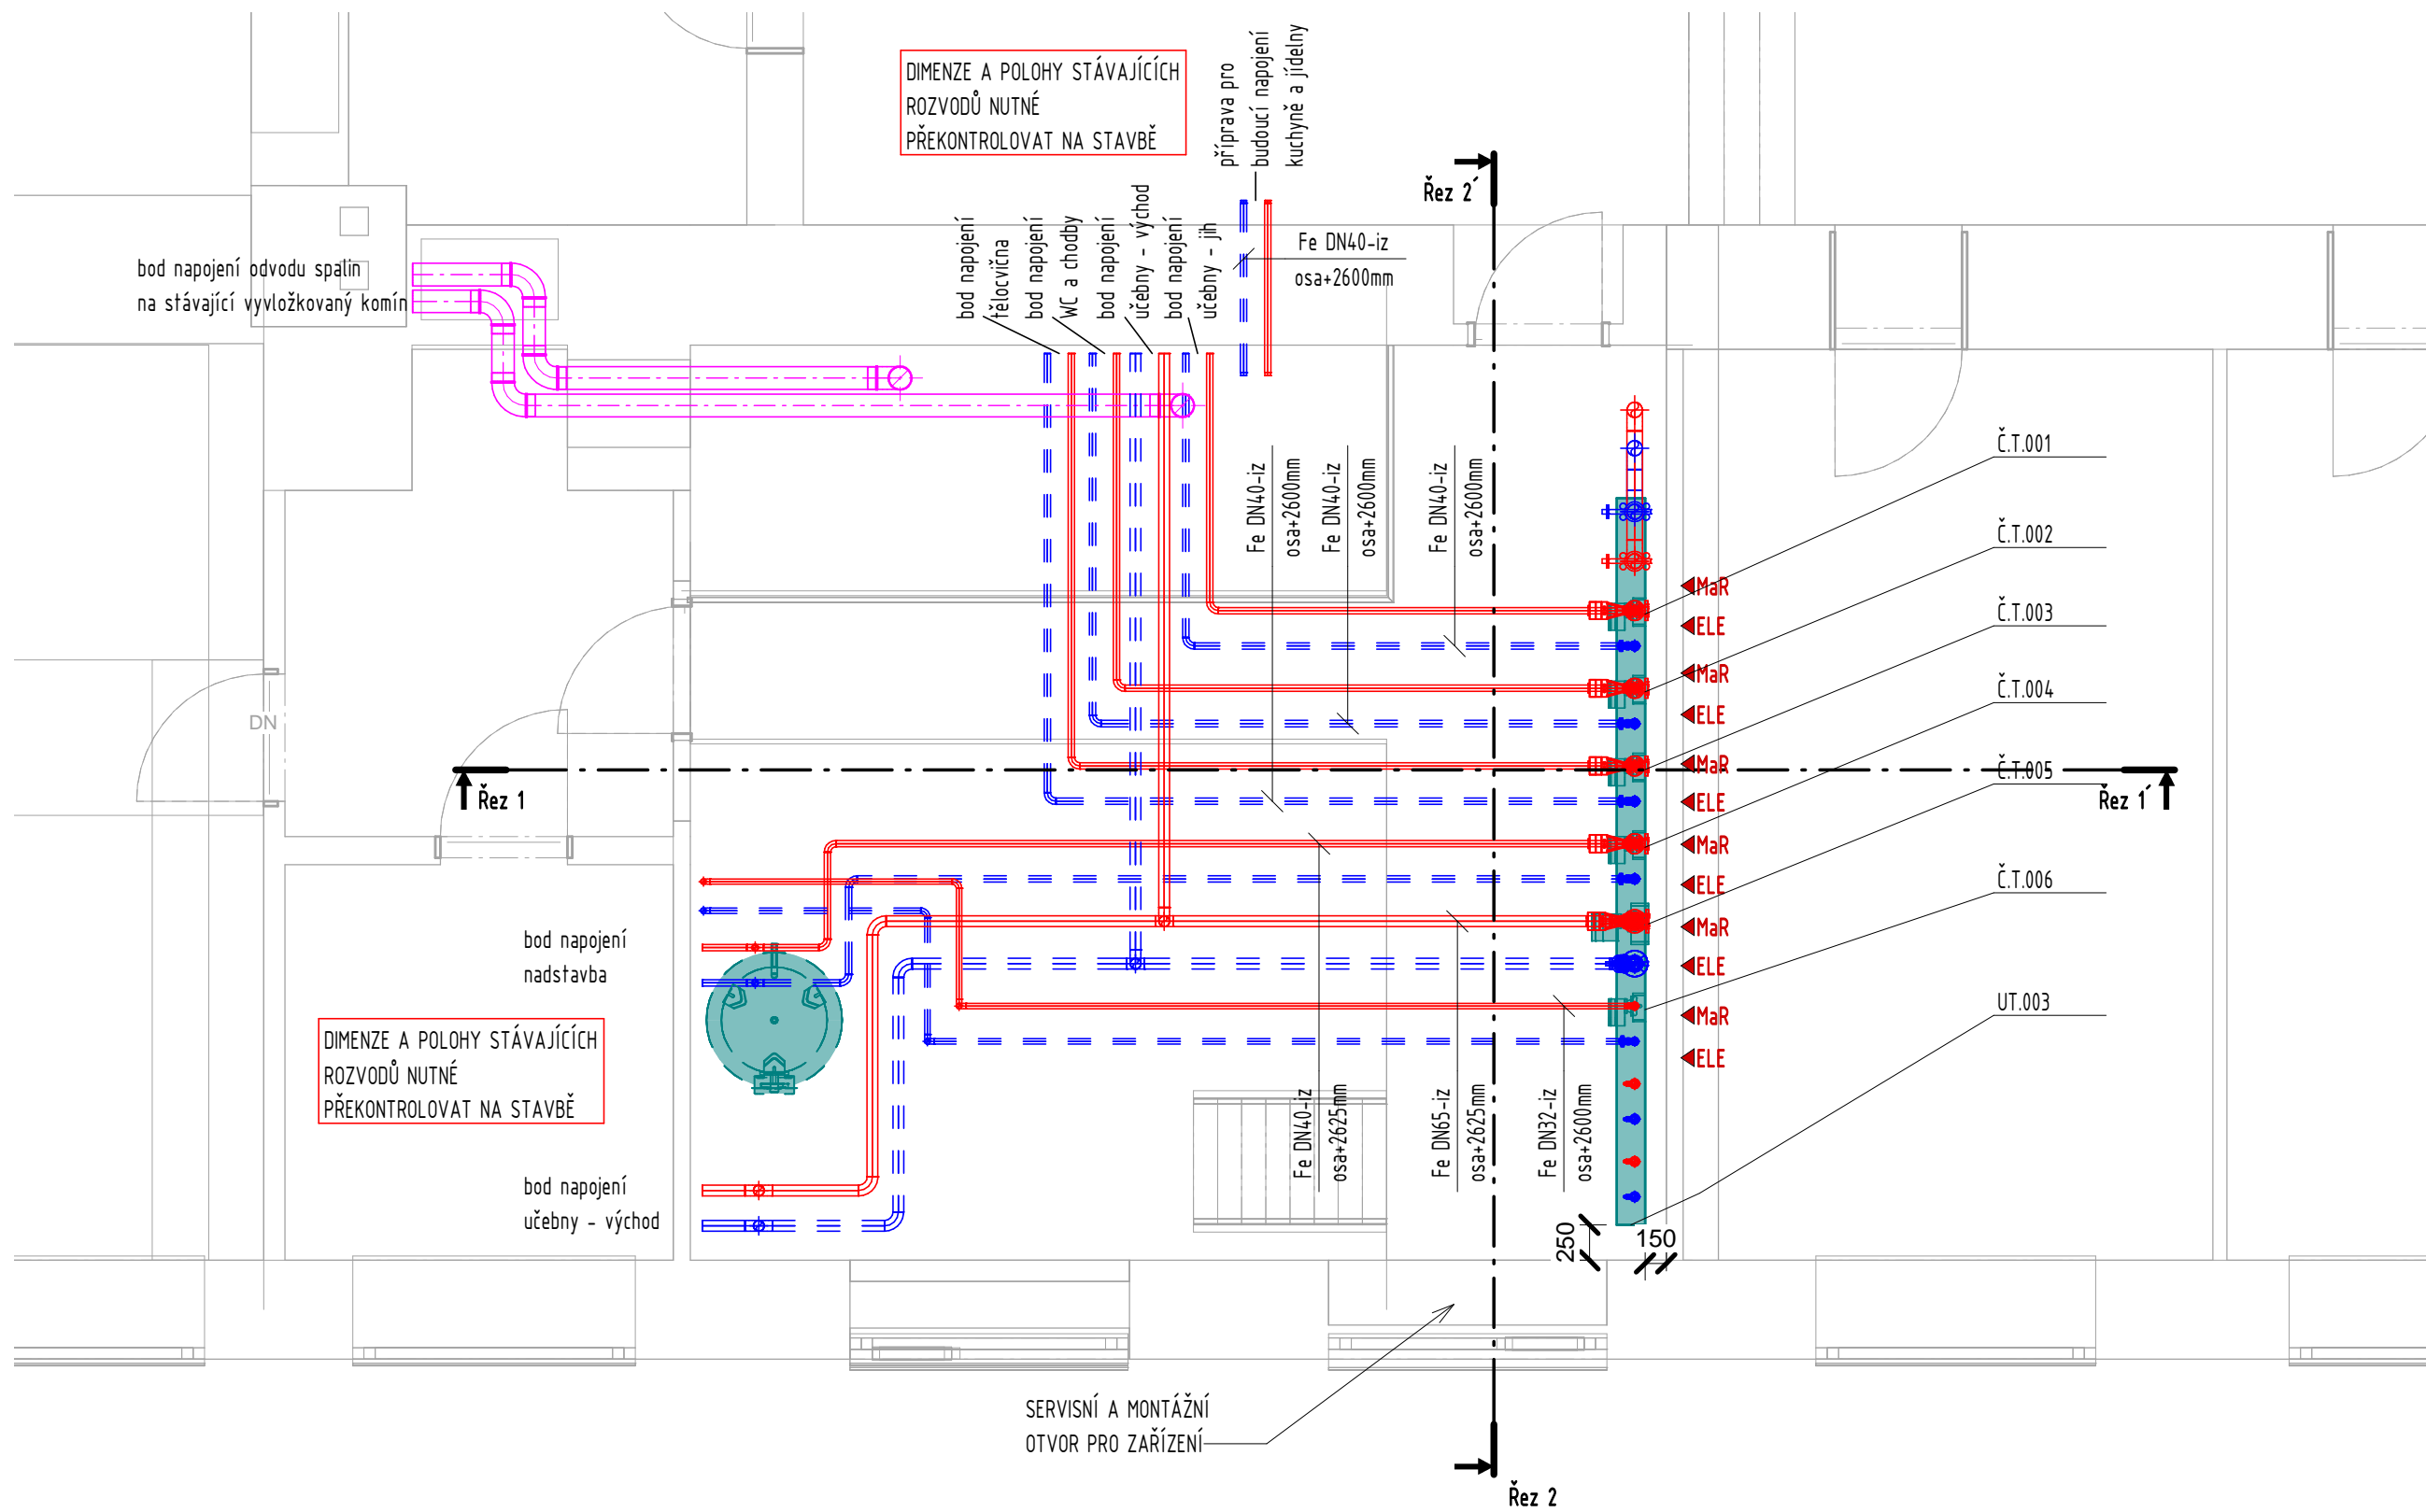 DIMENZE A POLOHY STÁVAJÍCÍCH
ROZVODŮ NUTNÉ
PŘEKONTROLOVAT NA STAVBĚ
příprava pro
budoucí napojení
kuchyně a jídelny
Řez 2´
bod napojení
tělocvična
bod napojení
WC a chodby
bod napojení
učebny - východ
bod napojení
učebny - jih
Fe DN40-iz
osa+2600mm
bod napojení odvodu spalin
na stávající vyvložkovaný komín
Fe DN40-iz
osa+2600mm
Fe DN40-iz
osa+2600mm
Fe DN40-iz
osa+2600mm
Č.T.001
Č.T.002
Č.T.003
Č.T.004
Č.T.005
Č.T.006
UT.003
MaR
ELE
MaR
ELE
MaR
ELE
MaR
ELE
MaR
ELE
MaR
ELE
DN
Řez 1
Řez 1´
bod napojení
nadstavba
DIMENZE A POLOHY STÁVAJÍCÍCH
ROZVODŮ NUTNÉ
PŘEKONTROLOVAT NA STAVBĚ
bod napojení
učebny - východ
Fe DN40-iz
osa+2625mm
Fe DN65-iz
osa+2625mm
Fe DN32-iz
osa+2600mm
250
150
SERVISNÍ A MONTÁŽNÍ
OTVOR PRO ZAŘÍZENÍ
Řez 2